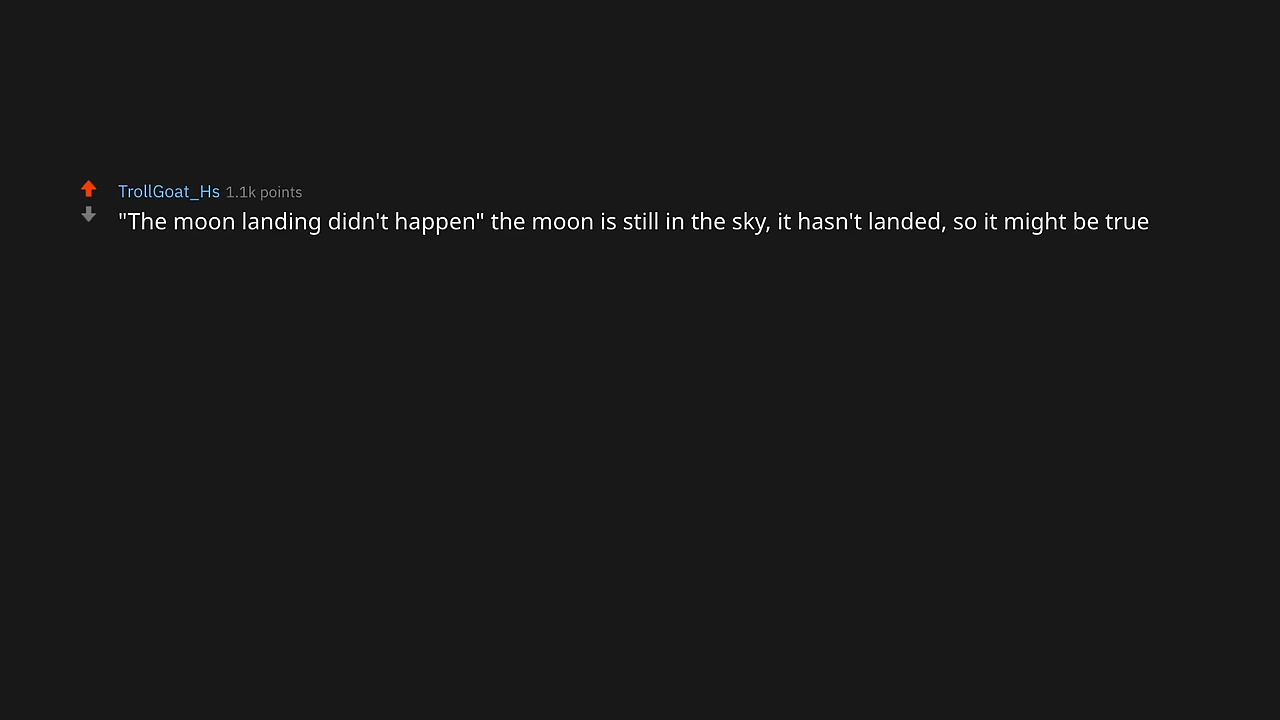 TrollGoat_Hs 1.1k points
"The moon landing didn't happen" the moon is still in the sky, it hasn't landed, so it might be true